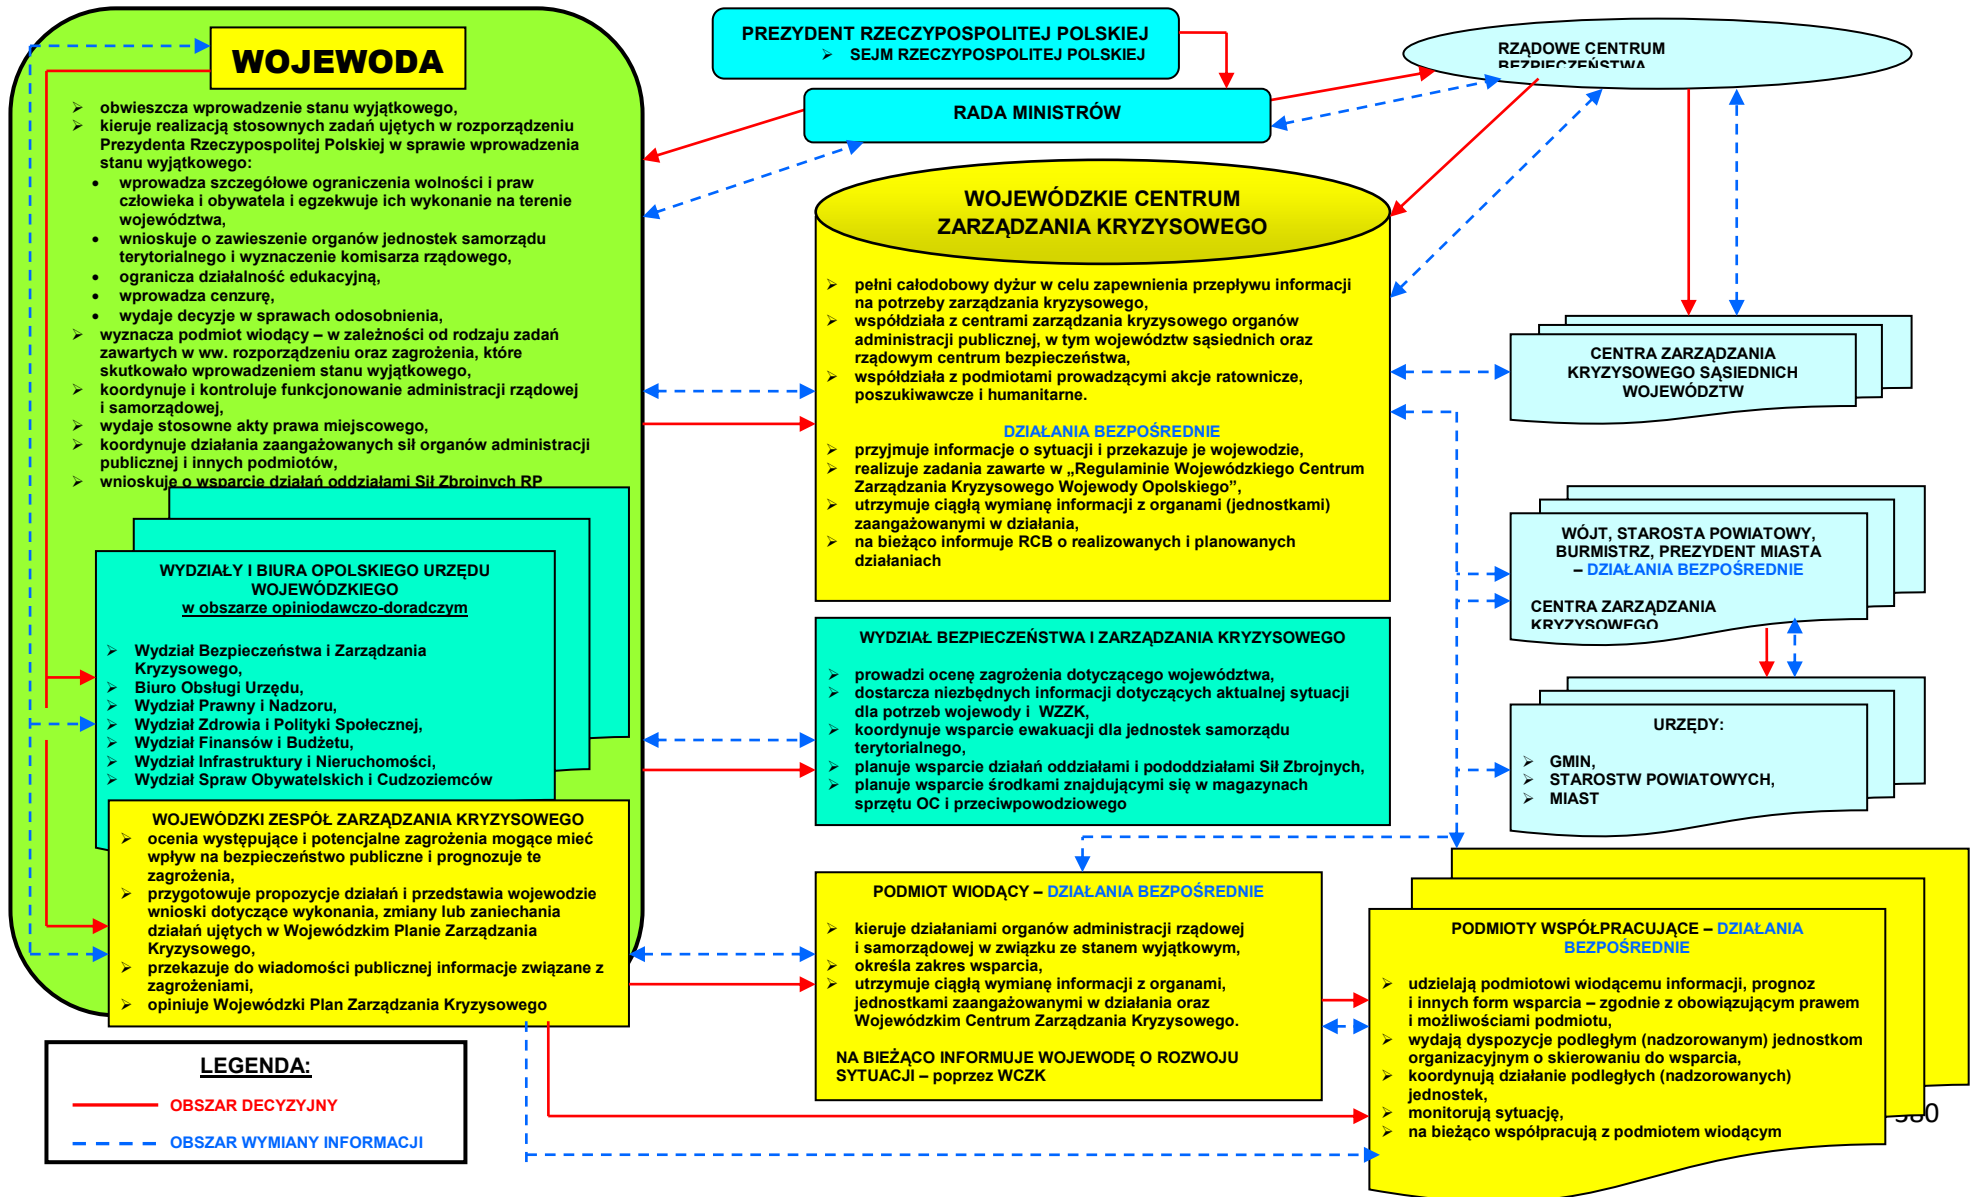 WOJEWODA
obwieszcza wprowadzenie stanu wyjątkowego,
kieruje realizacją stosownych zadań ujętych w rozporządzeniu
Prezydenta Rzeczypospolitej Polskiej w sprawie wprowadzenia
stanu wyjątkowego:
wprowadza szczegółowe ograniczenia wolności i praw
człowieka i obywatela i egzekwuje ich wykonanie na terenie
województwa,
wnioskuje o zawieszenie organów jednostek samorządu
terytorialnego i wyznaczenie komisarza rządowego,
ogranicza działalność edukacyjną,
wprowadza cenzurę,
wydaje decyzje w sprawach odosobnienia,
wyznacza podmiot wiodący – w zależności od rodzaju zadań
zawartych w ww. rozporządzeniu oraz zagrożenia, które
skutkowało wprowadzeniem stanu wyjątkowego,
koordynuje i kontroluje funkcjonowanie administracji rządowej
i samorządowej,
wydaje stosowne akty prawa miejscowego,
koordynuje działania zaangażowanych sił organów administracji
publicznej i innych podmiotów,
wnioskuje o wsparcie działań oddziałami Sił Zbrojnych RP
WYDZIAŁY I BIURA OPOLSKIEGO URZĘDU
WOJEWÓDZKIEGO
w obszarze opiniodawczo-doradczym
Wydział Bezpieczeństwa i Zarządzania
Kryzysowego,
Biuro Obsługi Urzędu,
Wydział Prawny i Nadzoru,
Wydział Zdrowia i Polityki Społecznej,
Wydział Finansów i Budżetu,
Wydział Infrastruktury i Nieruchomości,
Wydział Spraw Obywatelskich i Cudzoziemców
WOJEWÓDZKI ZESPÓŁ ZARZĄDZANIA KRYZYSOWEGO
ocenia występujące i potencjalne zagrożenia mogące mieć
wpływ na bezpieczeństwo publiczne i prognozuje te
zagrożenia,
przygotowuje propozycje działań i przedstawia wojewodzie
wnioski dotyczące wykonania, zmiany lub zaniechania
działań ujętych w Wojewódzkim Planie Zarządzania
Kryzysowego,
przekazuje do wiadomości publicznej informacje związane z
zagrożeniami,
opiniuje Wojewódzki Plan Zarządzania Kryzysowego
LEGENDA:
OBSZAR DECYZYJNY
OBSZAR WYMIANY INFORMACJI
PREZYDENT RZECZYPOSPOLITEJ POLSKIEJ
SEJM RZECZYPOSPOLITEJ POLSKIEJ
RADA MINISTRÓW
WOJEWÓDZKIE CENTRUM
ZARZĄDZANIA KRYZYSOWEGO
pełni całodobowy dyżur w celu zapewnienia przepływu informacji
na potrzeby zarządzania kryzysowego,
współdziała z centrami zarządzania kryzysowego organów
administracji publicznej, w tym województw sąsiednich oraz
rządowym centrum bezpieczeństwa,
współdziała z podmiotami prowadzącymi akcje ratownicze,
poszukiwawcze i humanitarne.
DZIAŁANIA BEZPOŚREDNIE
przyjmuje informacje o sytuacji i przekazuje je wojewodzie,
realizuje zadania zawarte w „Regulaminie Wojewódzkiego Centrum
Zarządzania Kryzysowego Wojewody Opolskiego”,
utrzymuje ciągłą wymianę informacji z organami (jednostkami)
zaangażowanymi w działania,
na bieżąco informuje RCB o realizowanych i planowanych
działaniach
WYDZIAŁ BEZPIECZEŃSTWA I ZARZĄDZANIA KRYZYSOWEGO
prowadzi ocenę zagrożenia dotyczącego województwa,
dostarcza niezbędnych informacji dotyczących aktualnej sytuacji
dla potrzeb wojewody i WZZK,
koordynuje wsparcie ewakuacji dla jednostek samorządu
terytorialnego,
planuje wsparcie działań oddziałami i pododdziałami Sił Zbrojnych,
planuje wsparcie środkami znajdującymi się w magazynach
sprzętu OC i przeciwpowodziowego
PODMIOT WIODĄCY – DZIAŁANIA BEZPOŚREDNIE
kieruje działaniami organów administracji rządowej
i samorządowej w związku ze stanem wyjątkowym,
określa zakres wsparcia,
utrzymuje ciągłą wymianę informacji z organami,
jednostkami zaangażowanymi w działania oraz
Wojewódzkim Centrum Zarządzania Kryzysowego.
NA BIEŻĄCO INFORMUJE WOJEWODĘ O ROZWOJU
SYTUACJI – poprzez WCZK
RZĄDOWE CENTRUM
BEZPIECZEŃSTWA
CENTRA ZARZĄDZANIA
KRYZYSOWEGO SĄSIEDNICH
WOJEWÓDZTW
WÓJT, STAROSTA POWIATOWY,
BURMISTRZ, PREZYDENT MIASTA
– DZIAŁANIA BEZPOŚREDNIE
CENTRA ZARZĄDZANIA
KRYZYSOWEGO
URZĘDY:
GMIN,
STAROSTW POWIATOWYCH,
MIAST
PODMIOTY WSPÓŁPRACUJĄCE – DZIAŁANIA
BEZPOŚREDNIE
udzielają podmiotowi wiodącemu informacji, prognoz
i innych form wsparcia – zgodnie z obowiązującym prawem
i możliwościami podmiotu,
wydają dyspozycje podległym (nadzorowanym) jednostkom
organizacyjnym o skierowaniu do wsparcia,
koordynują działanie podległych (nadzorowanych)
jednostek,
monitorują sytuację,
na bieżąco współpracują z podmiotem wiodącym